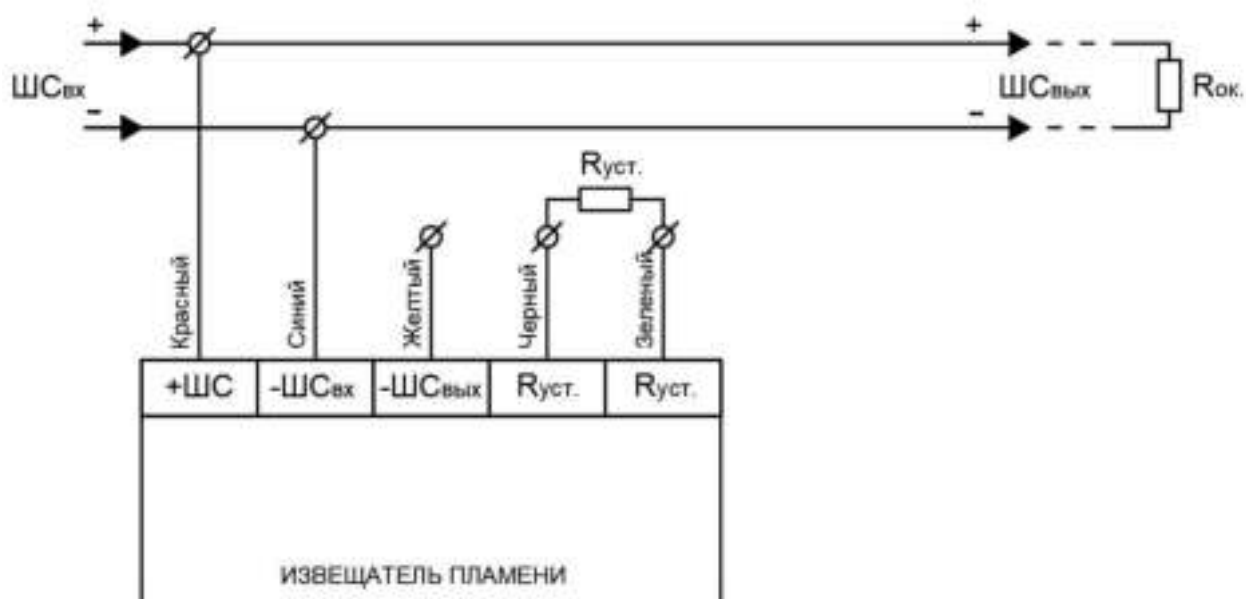 + +
ШСвх ШСвых Rок.
- -
Rуст.
Красный
Синий
Желтый
Черный
Зеленый
+ШС -ШСвх -ШСвых Rуст. Rуст.
ИЗВЕЩАТЕЛЬ ПЛАМЕНИ